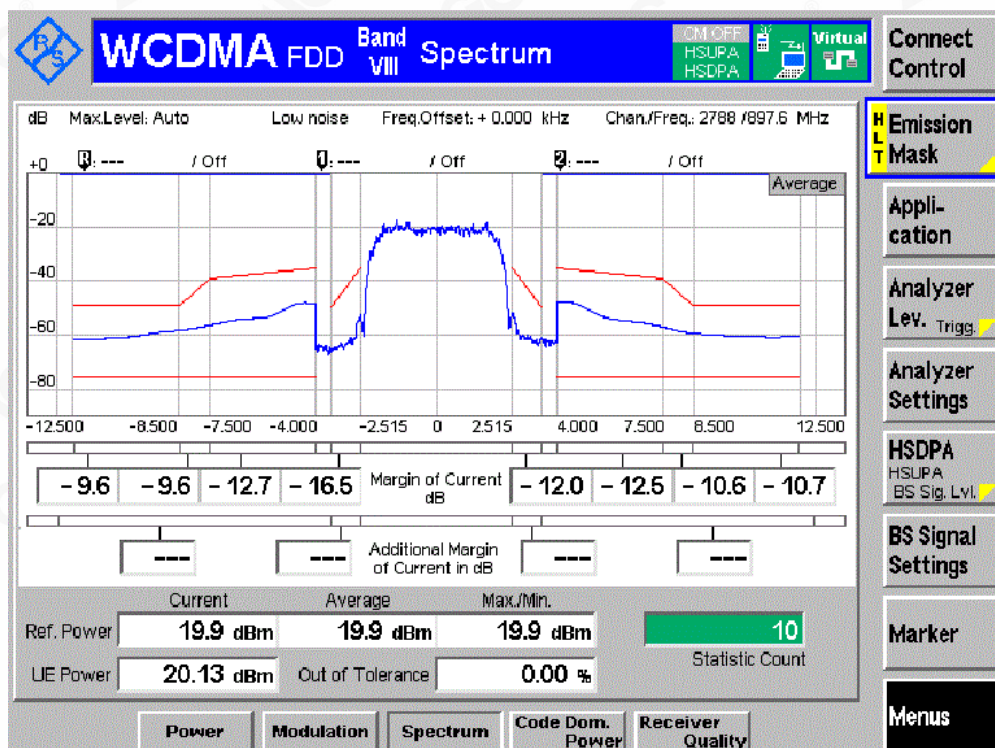 R S
WCDMA FDD Band VIII Spectrum
CM OFF
HSUPA
HSDPA
Virtual
Connect Control
dB Max.Level: Auto Low noise Freq.Offset: + 0.000 kHz Chan./Freq.: 2788 /897.6 MHz
HLT
Emission Mask
R: --- / Off 1: --- / Off 2: --- / Off
Average
+0
-20
-40
-60
-80
-12.500 -8.500 -7.500 -4.000 -2.515 0 2.515 4.000 7.500 8.500 12.500
Appli-
cation
Analyzer
Lev. Trigg.
Analyzer
Settings
-9.6 -9.6 -12.7 -16.5 Margin of Current dB -12.0 -12.5 -10.6 -10.7
HSDPA
HSUPA
BS Sig. Lvl.
--- --- Additional Margin of Current in dB --- ---
BS Signal
Settings
Current Average Max./Min.
Ref. Power 19.9 dBm 19.9 dBm 19.9 dBm
10
Statistic Count
UE Power 20.13 dBm Out of Tolerance 0.00 %
Marker
Menus
Power Modulation Spectrum Code Dom. Power Receiver Quality